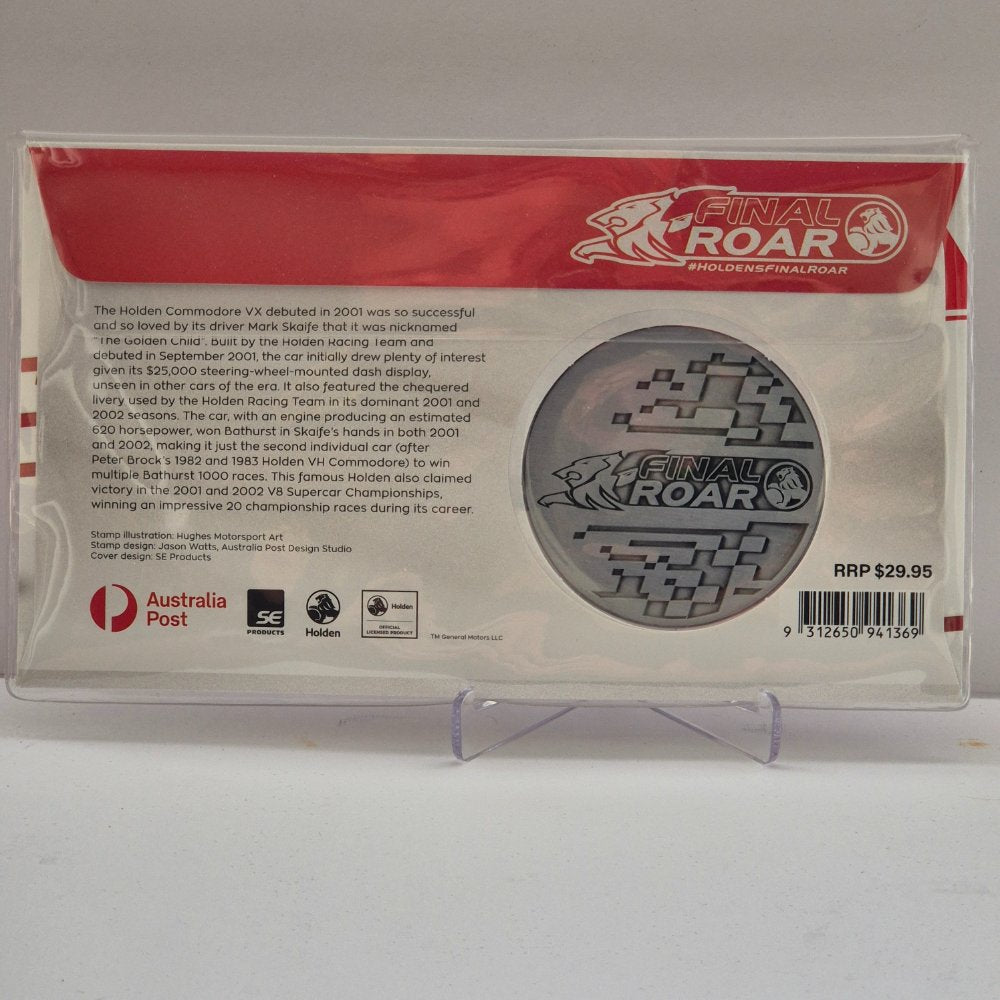 FINAL
ROAR
#HOLDENSFINALROAR
The Holden Commodore VX debuted in 2001 was so successful
and so loved by its driver Mark Skaife that it was nicknamed
"The Golden Child". Built by the Holden Racing Team and
debuted in September 2001, the car initially drew plenty of interest
given its $25,000 steering-wheel-mounted dash display,
unseen in other cars of the era. It also featured the chequered
livery used by the Holden Racing Team in its dominant 2001 and
2002 seasons. The car, with an engine producing an estimated
620 horsepower, won Bathurst in Skaife's hands in both 2001
and 2002, making it just the second individual car (after
Peter Brock's 1982 and 1983 Holden VH Commodore) to win
multiple Bathurst 1000 races. This famous Holden also claimed
victory in the 2001 and 2002 V8 Supercar Championships,
winning an impressive 20 championship races during its career.
Stamp illustration: Hughes Motorsport Art
Stamp design: Jason Watts, Australia Post Design Studio
Cover design: SE Products
FINAL
ROAR
Australia
Post
SE
PRODUCTS
Holden
Holden
OFFICIAL
LICENSED PRODUCT
TM General Motors LLC
RRP $29.95
9 312650 941369